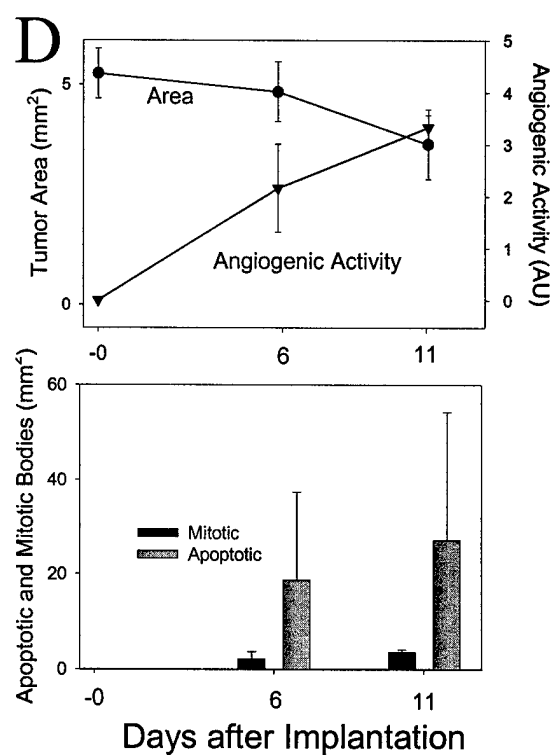 D
5
0
Tumor Area (mm²)
Area
Angiogenic Activity
5
4
3
2
1
0
Angiogenic Activity (AU)
-0
6
11
60
40
20
0
Apoptotic and Mitotic Bodies (mm²)
Mitotic
Apoptotic
-0
6
11
Days after Implantation